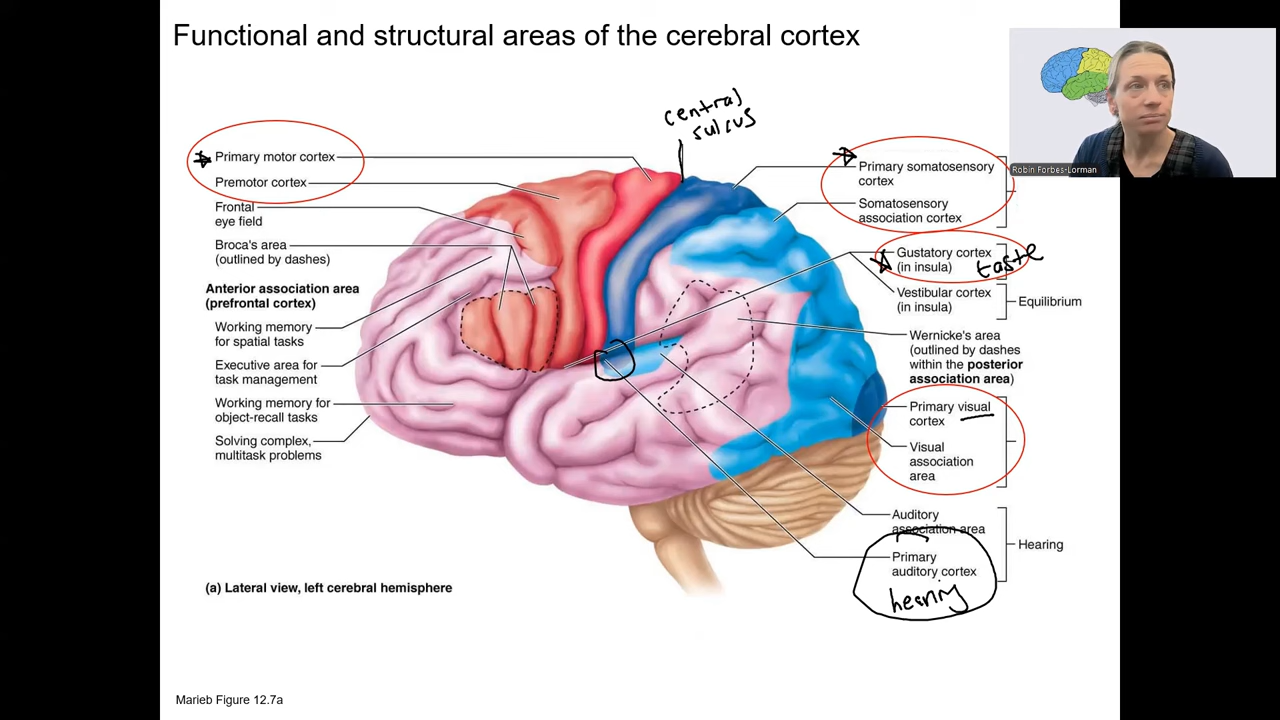 Functional and structural areas of the cerebral cortex
Robin Forbes-Lorman
central
sulcus
Primary motor cortex
Premotor cortex
Frontal
eye field
Broca's area
(outlined by dashes)
Anterior association area
(prefrontal cortex)
Working memory
for spatial tasks
Executive area for
task management
Working memory for
object-recall tasks
Solving complex,
multitask problems
Primary somatosensory
cortex
Somatosensory
association cortex
Gustatory cortex
(in insula)
taste
Vestibular cortex
(in insula)
Equilibrium
Wernicke's area
(outlined by dashes
within the posterior
association area)
Primary visual
cortex
Visual
association
area
Auditory
association area
Primary
auditory cortex
hearing
Hearing
(a) Lateral view, left cerebral hemisphere
Marieb Figure 12.7a